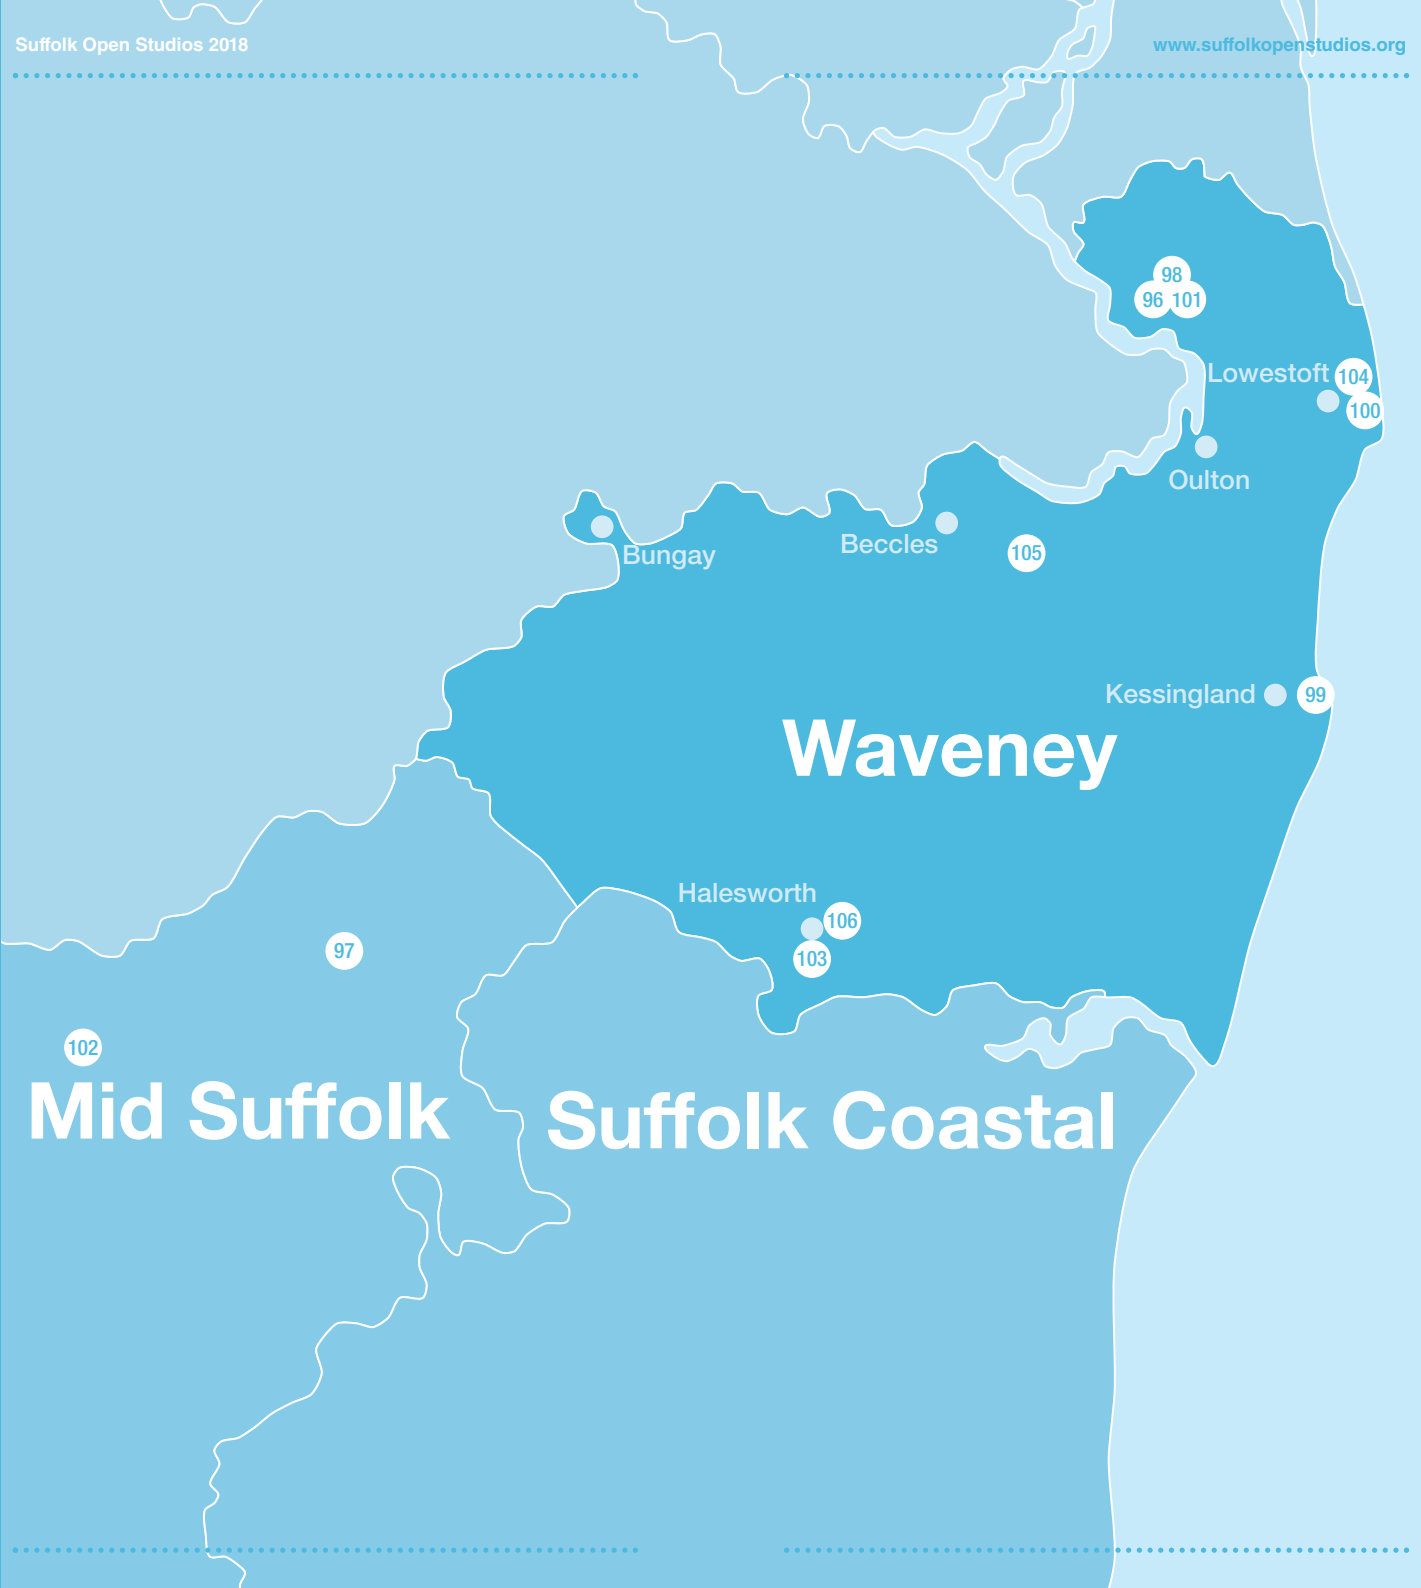 Suffolk Open Studios 2018
www.suffolkopenstudios.org
98
96
101
Lowestoft
104
100
Oulton
Bungay
Beccles
105
Kessingland
99
Waveney
Halesworth
106
103
97
102
Mid Suffolk
Suffolk Coastal